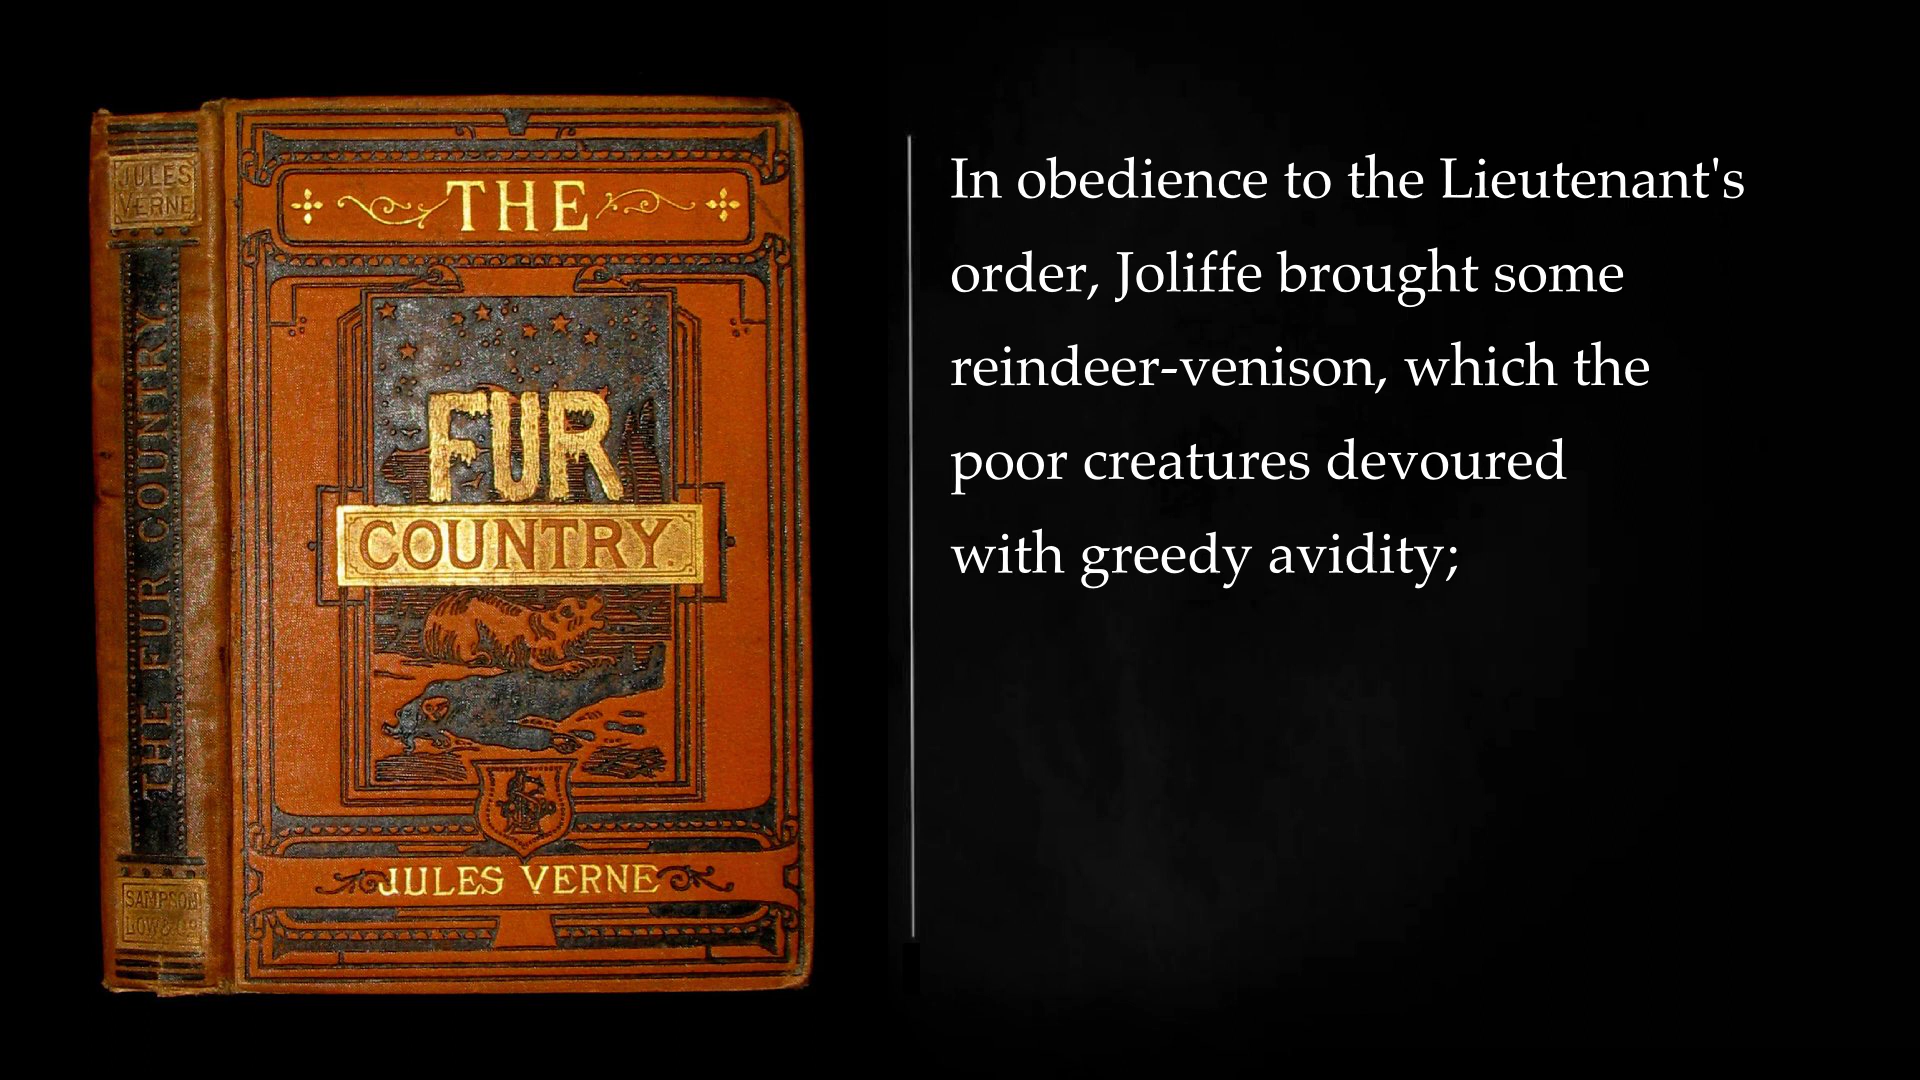 JULES
VERNE
THE FUR COUNTRY.
SAMPSON
LOW & Co
THE
FUR
COUNTRY.
JULES VERNE
In obedience to the Lieutenant's
order, Joliffe brought some
reindeer-venison, which the
poor creatures devoured
with greedy avidity;